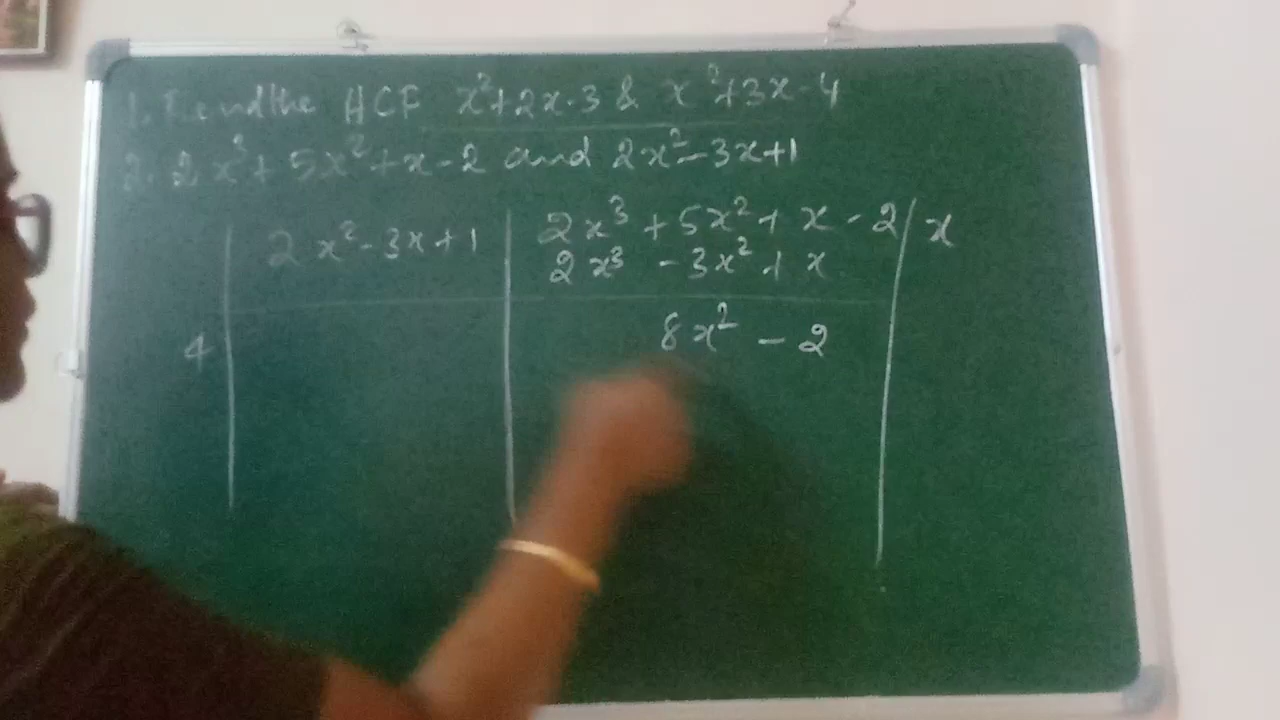 1. Find the HCF x²+2x-3 & x²+3x-4
2. 2x³+5x²+x-2 and 2x²-3x+1
2x²-3x+1 2x³+5x²+x-2 x
2x³-3x²+x
4 8x²-2